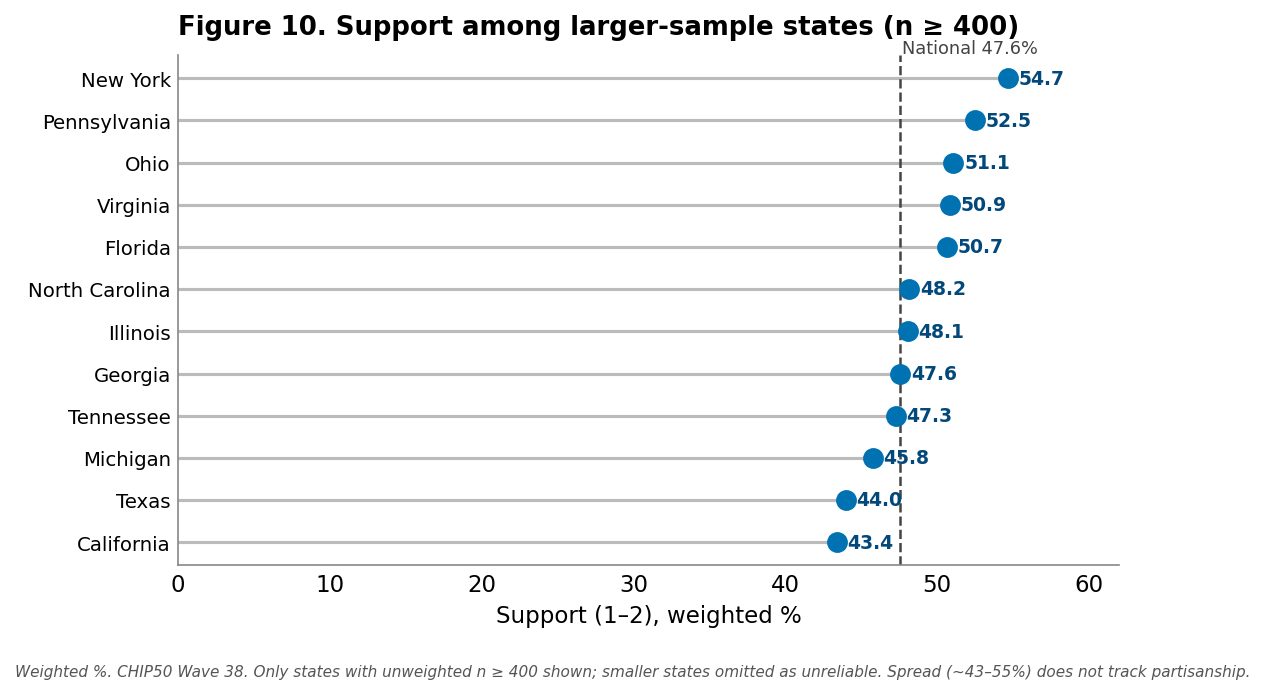 Figure 10. Support among larger-sample states (n ≥ 400)
National 47.6%
New York 54.7
Pennsylvania 52.5
Ohio 51.1
Virginia 50.9
Florida 50.7
North Carolina 48.2
Illinois 48.1
Georgia 47.6
Tennessee 47.3
Michigan 45.8
Texas 44.0
California 43.4
0 10 20 30 40 50 60
Support (1–2), weighted %
Weighted %. CHIP50 Wave 38. Only states with unweighted n ≥ 400 shown; smaller states omitted as unreliable. Spread (~43–55%) does not track partisanship.